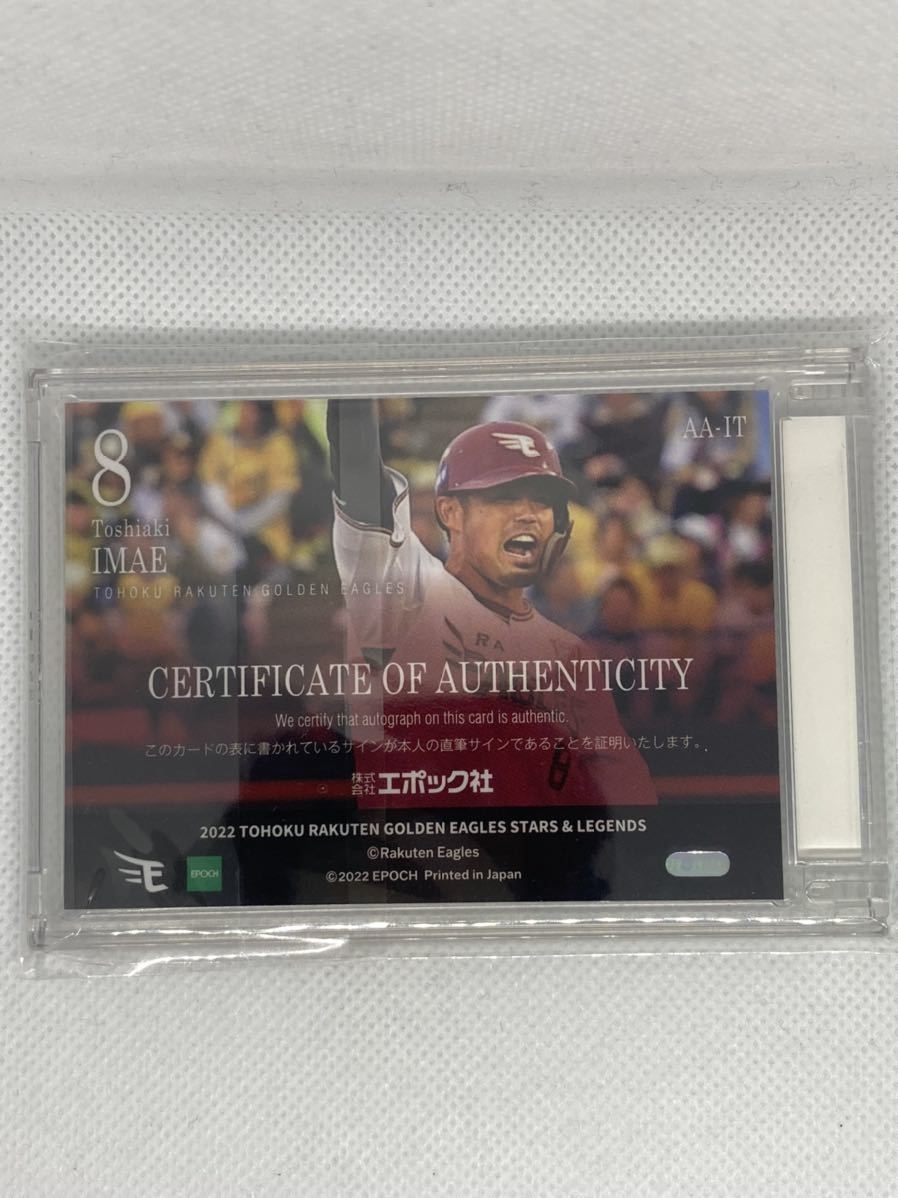 8
AA-IT
Toshiaki
IMAE
TOHOKU RAKUTEN GOLDEN EAGLES
RA
CERTIFICATE OF AUTHENTICITY
We certify that autograph on this card is authentic.
このカードの表に書かれているサインが本人の直筆サインであることを証明いたします。
株式会社 エポック社
2022 TOHOKU RAKUTEN GOLDEN EAGLES STARS & LEGENDS
©Rakuten Eagles
E EPOCH
©2022 EPOCH Printed in Japan